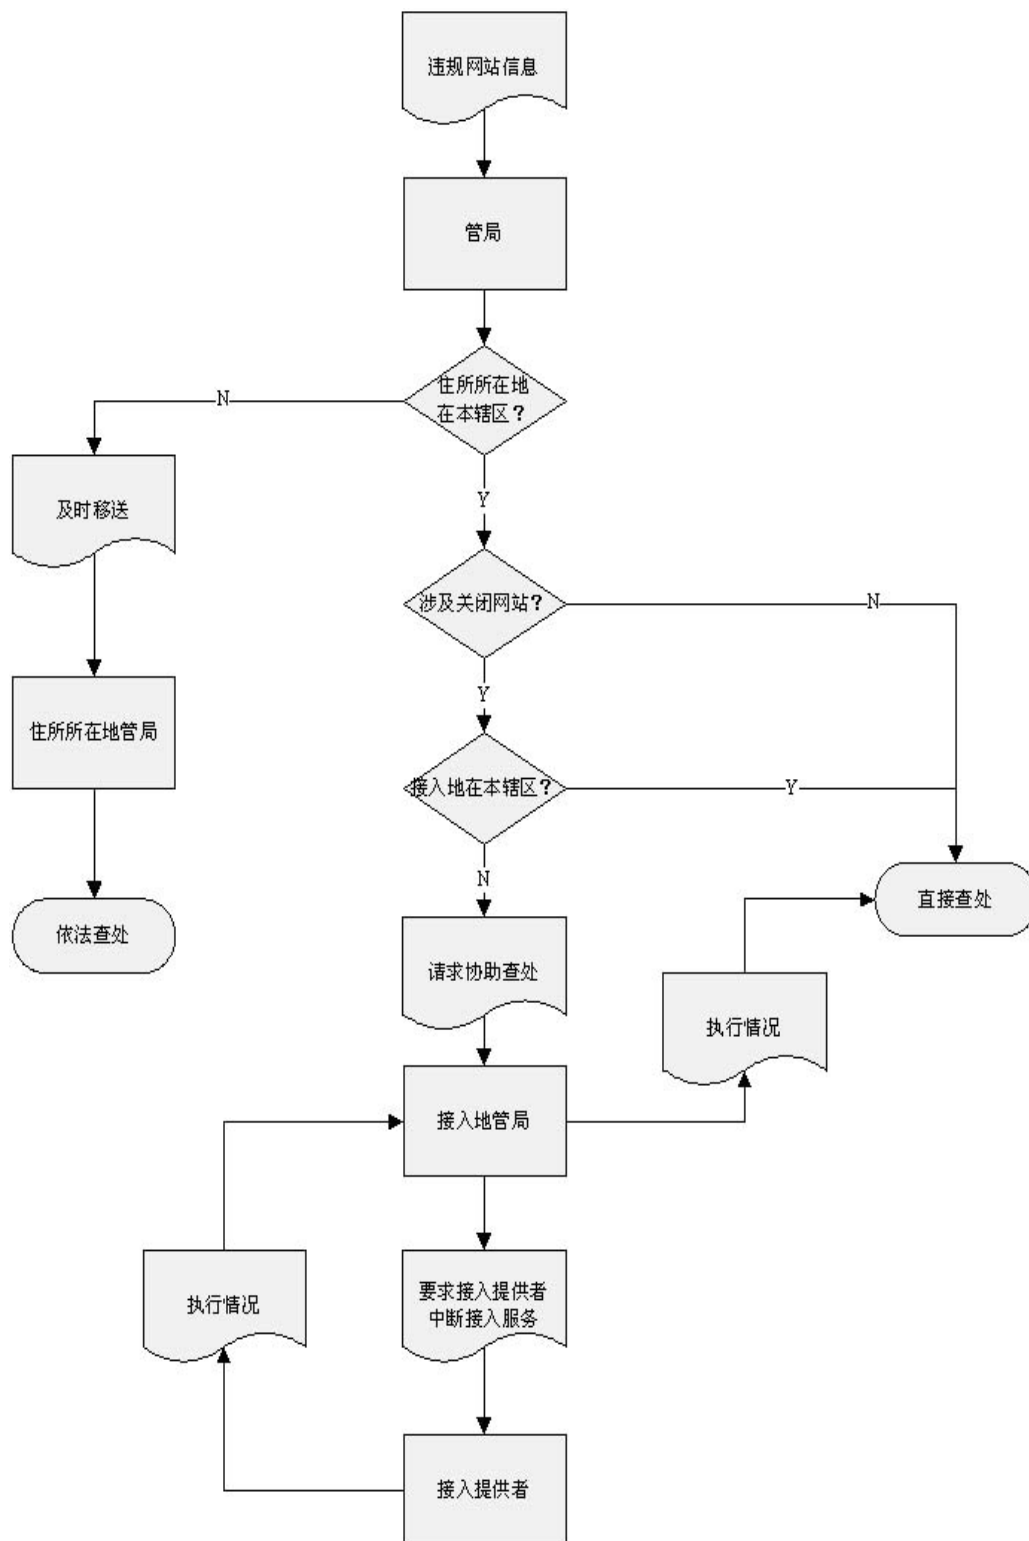 违规网站信息
管局
住所所在地
在本辖区？
N
及时移送
Y
涉及关闭网站？
N
住所所在地管局
Y
接入地在本辖区？
Y
N
直接查处
依法查处
请求协助查处
执行情况
接入地管局
执行情况
要求接入提供者
中断接入服务
接入提供者